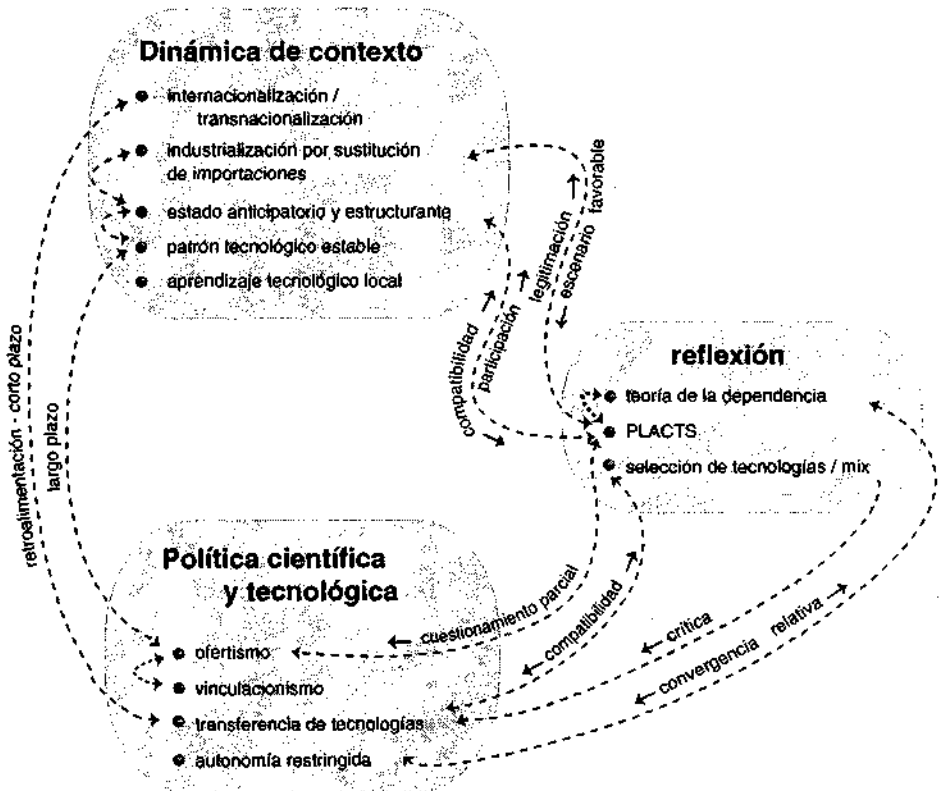 Dinámica de contexto
internacionalización /
transnacionalización
industrialización por sustitución
de importaciones
estado anticipatorio y estructurante
patrón tecnológico estable
aprendizaje tecnológico local
retroalimentación - corto plazo
largo plazo
compatibilidad
participación
legitimación
escenario favorable
reflexión
teoría de la dependencia
PLACTS
selección de tecnologías / mix
Política científica
y tecnológica
ofertismo
vinculacionismo
transferencia de tecnologías
autonomía restringida
cuestionamiento parcial
compatibilidad
crítica
convergencia relativa